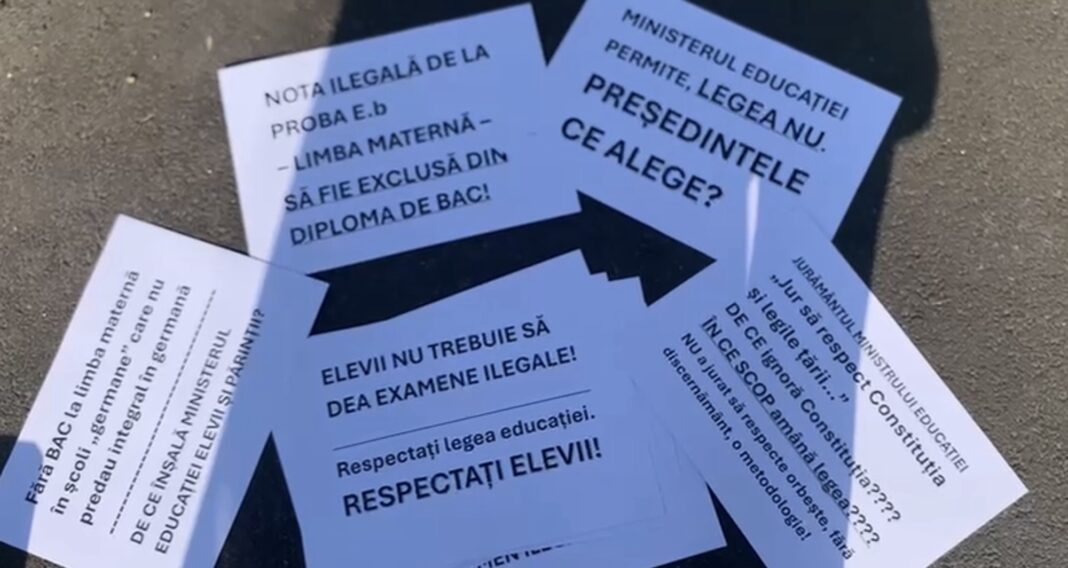 NOTA ILEGALĂ DE LA
PROBA E.b
– LIMBA MATERNĂ –
SĂ FIE EXCLUSĂ DIN
DIPLOMA DE BAC!
MINISTERUL EDUCAȚIEI
PERMITE, LEGEA NU.
PREȘEDINTELE
CE ALEGE?
Fără BAC la limba maternă
în școli „germane” care nu
predau integral în germană
DE CE ÎNȘALĂ MINISTERUL
EDUCAȚIEI ELEVII ȘI PĂRINȚII?
ELEVII NU TREBUIE SĂ
DEA EXAMENE ILEGALE!
Respectați legea educației.
RESPECTAȚI ELEVII!
JURĂMÂNTUL MINISTRULUI EDUCAȚIEI
„Jur să respect Constituția
și legile țării...”
DE CE ignoră Constituția????
ÎN CE SCOP amână legea????
NU a jurat să respecte orbește, fără
discernământ, o metodologie!